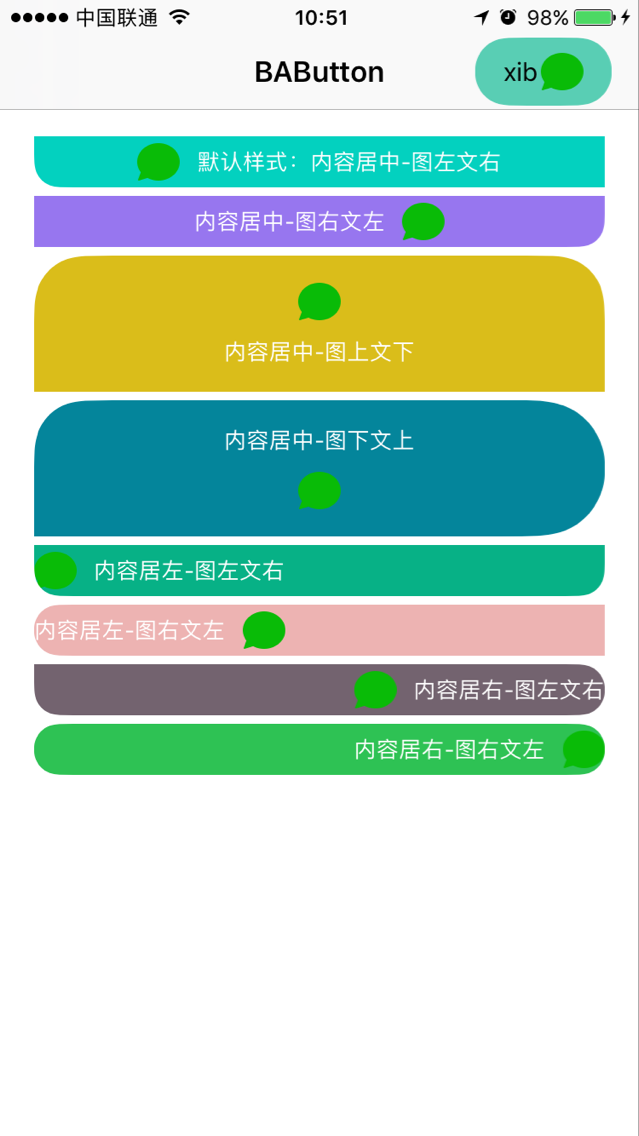 中国联通 10:51 98%
BAButton
xib
默认样式：内容居中-图左文右
内容居中-图右文左
内容居中-图上文下
内容居中-图下文上
内容居左-图左文右
内容居左-图右文左
内容居右-图左文右
内容居右-图右文左